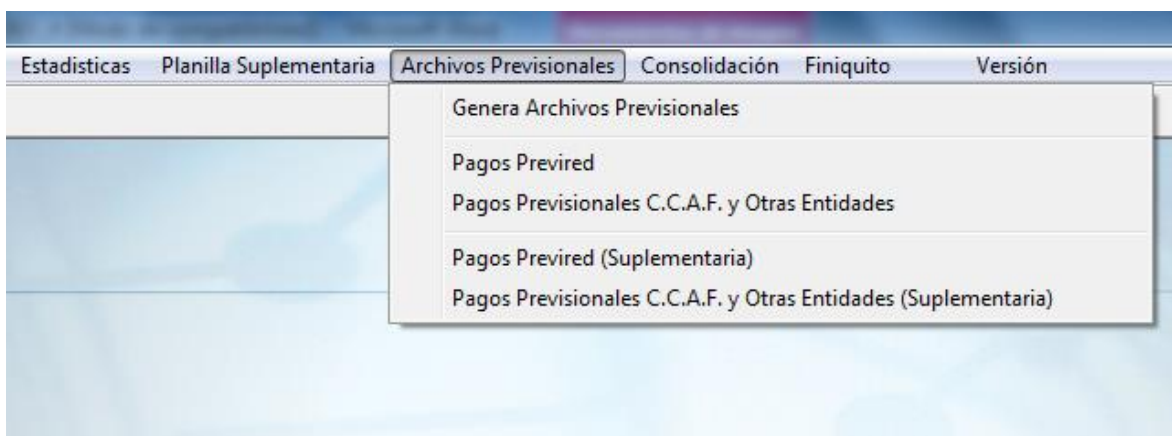 Estadisticas Planilla Suplementaria Archivos Previsionales Consolidación Finiquito Versión
Genera Archivos Previsionales
Pagos Previred
Pagos Previsionales C.C.A.F. y Otras Entidades
Pagos Previred (Suplementaria)
Pagos Previsionales C.C.A.F. y Otras Entidades (Suplementaria)